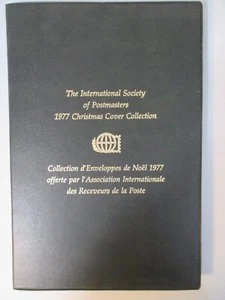 The International Society
of Postmasters
1977 Christmas Cover Collection
Collection d'Enveloppes de Noël 1977
offerte par l'Association Internationale
des Receveurs de la Poste